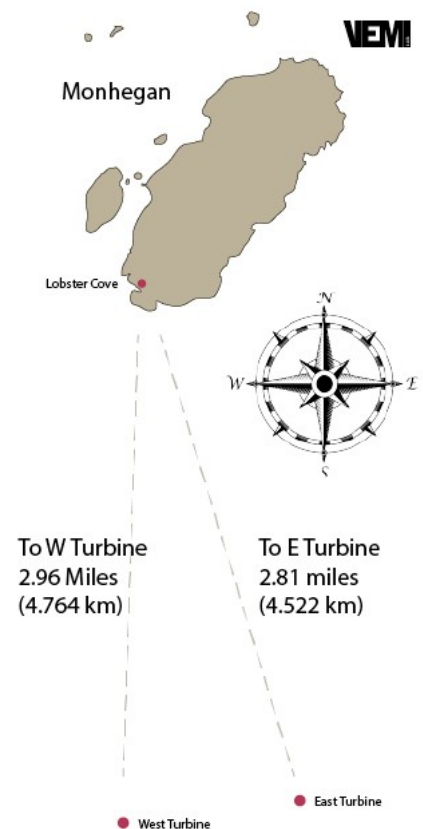 VEMI
Monhegan
Lobster Cove
N
W
E
S
To W Turbine
2.96 Miles
(4.764 km)
To E Turbine
2.81 miles
(4.522 km)
East Turbine
West Turbine